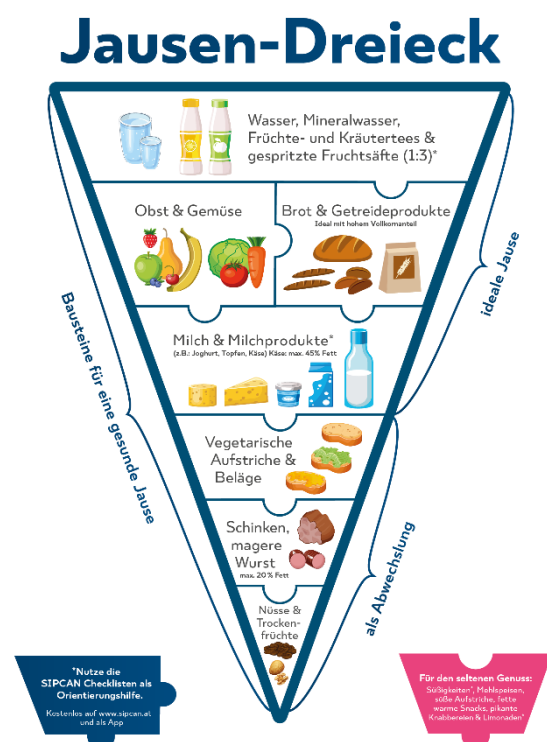 Jausen-Dreieck
Wasser, Mineralwasser,
Früchte- und Kräutertees &
gespritzte Fruchtsäfte (1:3)*
Obst & Gemüse
Brot & Getreideprodukte
Ideal mit hohem Vollkornanteil
Milch & Milchprodukte*
(z.B.: Joghurt, Topfen, Käse) Käse: max. 45% Fett
Vegetarische
Aufstriche &
Beläge
Schinken,
magere
Wurst
max. 20% Fett
Nüsse &
Trocken-
früchte
Bausteine für eine gesunde Jause
ideale Jause
als Abwechslung
*Nutze die
SIPCAN Checklisten als
Orientierungshilfe.
Kostenlos auf www.sipcan.at
und als App
Für den seltenen Genuss:
Süßigkeiten*, Mehlspeisen,
süße Aufstriche, fette
warme Snacks, pikante
Knabbereien & Limonaden*